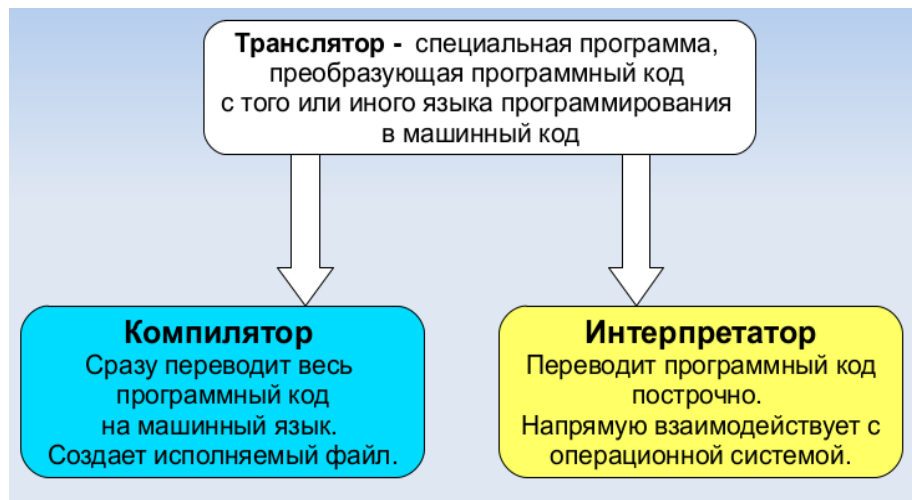 Транслятор - специальная программа,
преобразующая программный код
с того или иного языка программирования
в машинный код
Компилятор
Сразу переводит весь
программный код
на машинный язык.
Создает исполняемый файл.
Интерпретатор
Переводит программный код
построчно.
Напрямую взаимодействует с
операционной системой.